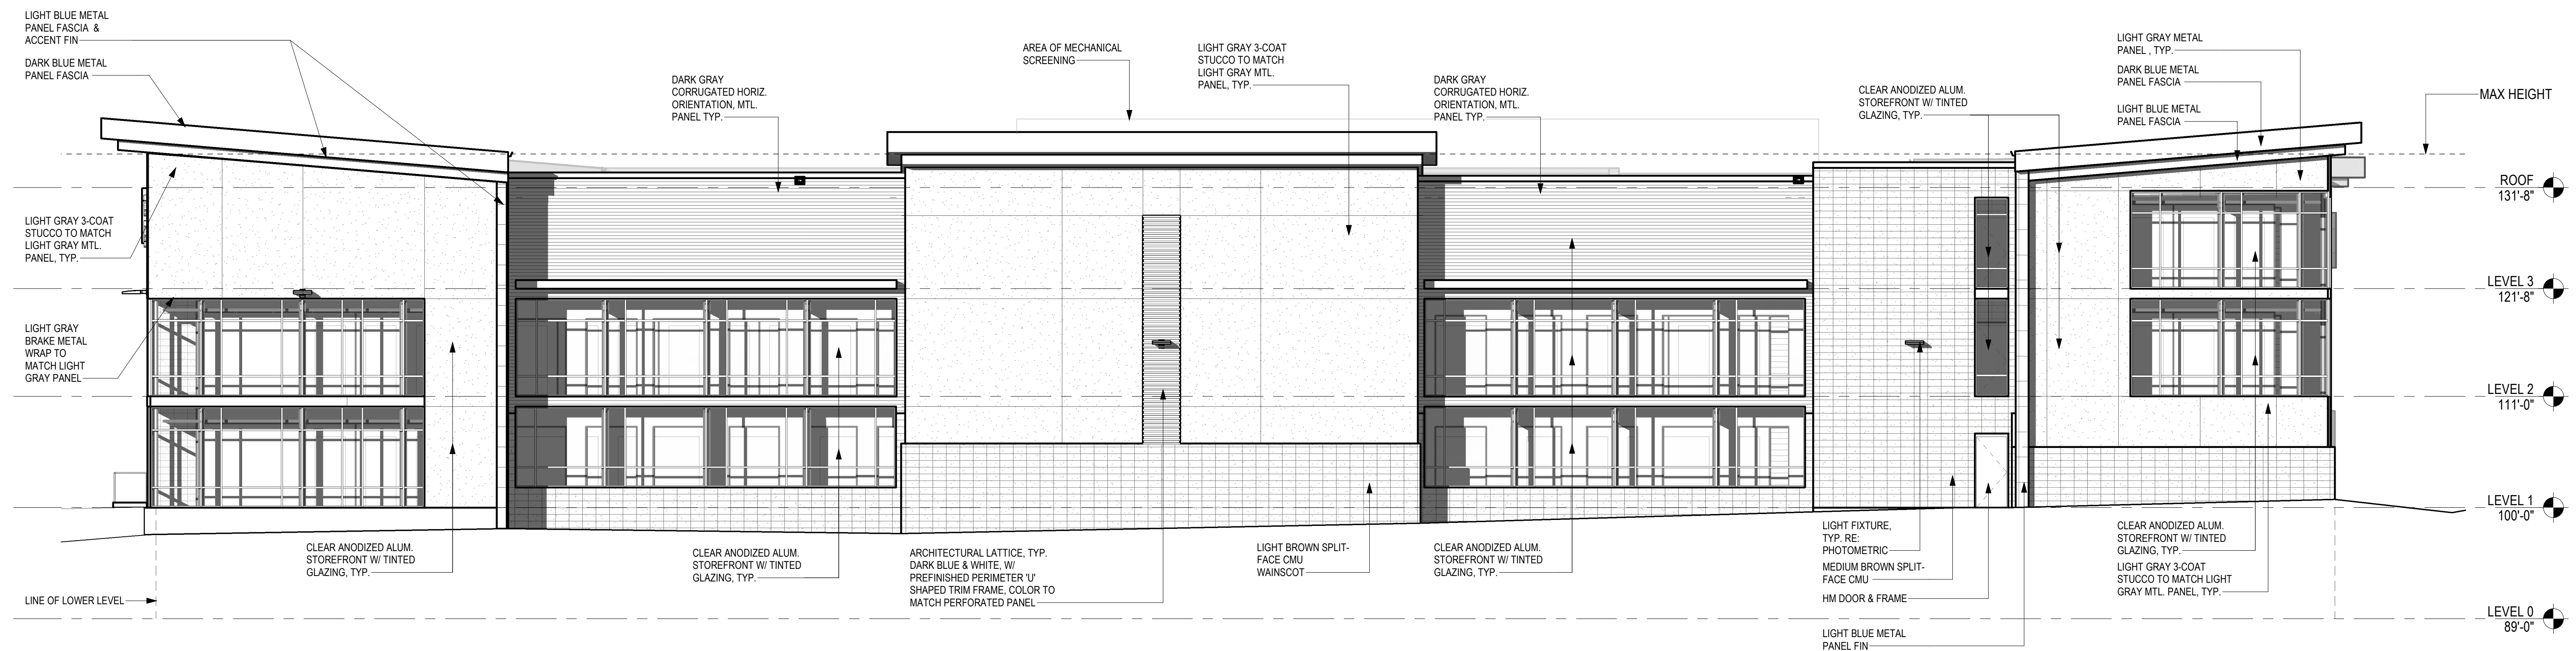 LIGHT BLUE METAL
PANEL FASCIA &
ACCENT FIN
DARK BLUE METAL
PANEL FASCIA
LIGHT GRAY 3-COAT
STUCCO TO MATCH
LIGHT GRAY MTL.
PANEL, TYP.
LIGHT GRAY
BRAKE METAL
WRAP TO
MATCH LIGHT
GRAY PANEL
LINE OF LOWER LEVEL
CLEAR ANODIZED ALUM.
STOREFRONT W/ TINTED
GLAZING, TYP.
DARK GRAY
CORRUGATED HORIZ.
ORIENTATION, MTL.
PANEL TYP.
CLEAR ANODIZED ALUM.
STOREFRONT W/ TINTED
GLAZING, TYP.
AREA OF MECHANICAL
SCREENING
LIGHT GRAY 3-COAT
STUCCO TO MATCH
LIGHT GRAY MTL.
PANEL, TYP.
ARCHITECTURAL LATTICE, TYP.
DARK BLUE & WHITE, W/
PREFINISHED PERIMETER 'U'
SHAPED TRIM FRAME, COLOR TO
MATCH PERFORATED PANEL
LIGHT BROWN SPLIT-
FACE CMU
WAINSCOT
DARK GRAY
CORRUGATED HORIZ.
ORIENTATION, MTL.
PANEL TYP.
CLEAR ANODIZED ALUM.
STOREFRONT W/ TINTED
GLAZING, TYP.
CLEAR ANODIZED ALUM.
STOREFRONT W/ TINTED
GLAZING, TYP.
LIGHT FIXTURE,
TYP. RE:
PHOTOMETRIC
MEDIUM BROWN SPLIT-
FACE CMU
HM DOOR & FRAME
LIGHT BLUE METAL
PANEL FIN
LIGHT GRAY METAL
PANEL , TYP.
DARK BLUE METAL
PANEL FASCIA
LIGHT BLUE METAL
PANEL FASCIA
CLEAR ANODIZED ALUM.
STOREFRONT W/ TINTED
GLAZING, TYP.
LIGHT GRAY 3-COAT
STUCCO TO MATCH LIGHT
GRAY MTL. PANEL, TYP.
MAX HEIGHT
ROOF
131'-8"
LEVEL 3
121'-8"
LEVEL 2
111'-0"
LEVEL 1
100'-0"
LEVEL 0
89'-0"